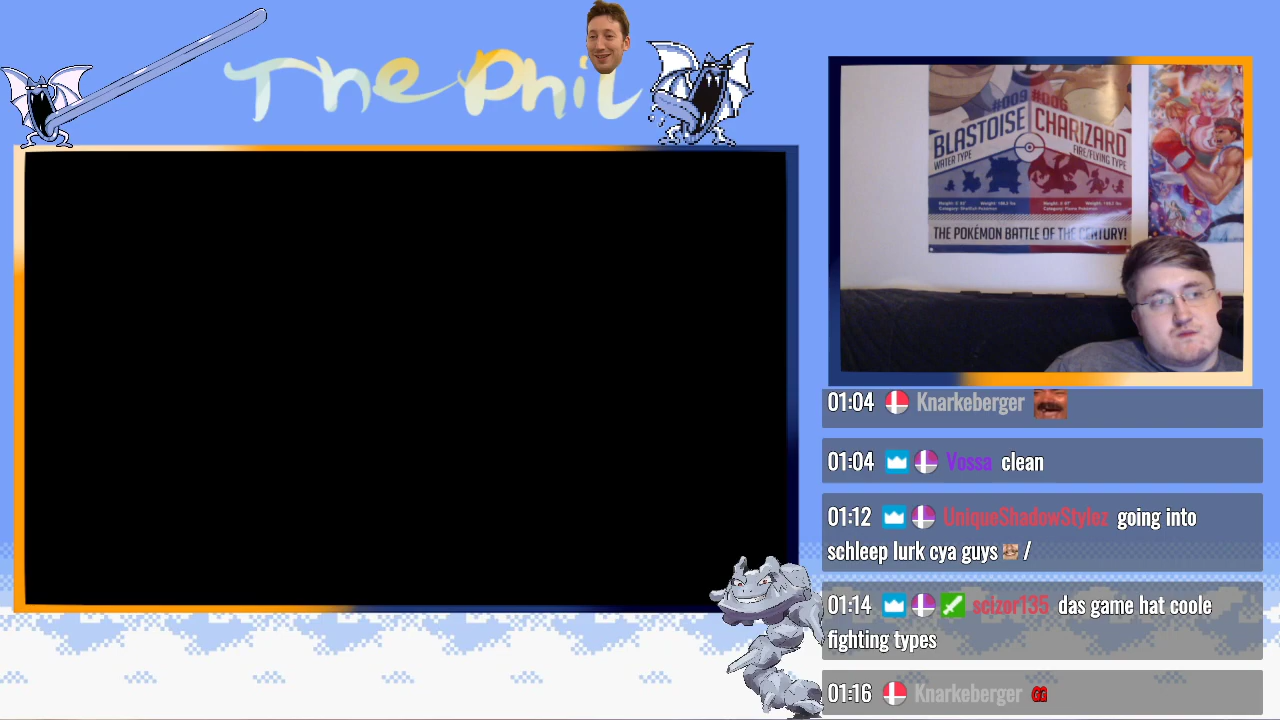 The Phil
#009 #006
BLASTOISE CHARIZARD
WATER TYPE FIRE/FLYING TYPE
THE POKÉMON BATTLE OF THE CENTURY!
01:04 Knarkeberger
01:04 Vossa clean
01:12 UniqueShadowStylez going into
schleep lurk cya guys /
01:14 scizor135 das game hat coole
fighting types
01:16 Knarkeberger GG